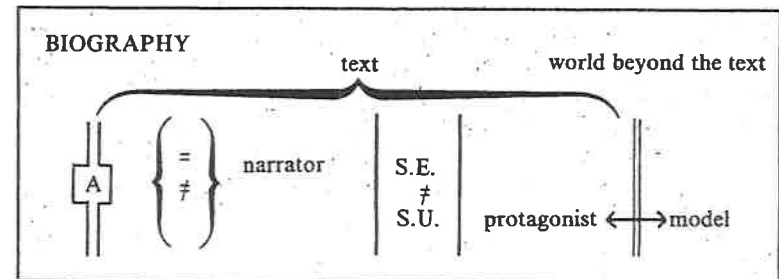 BIOGRAPHY
text world beyond the text
=
≠
A narrator
S.E.
≠
S.U.
protagonist ↔ model